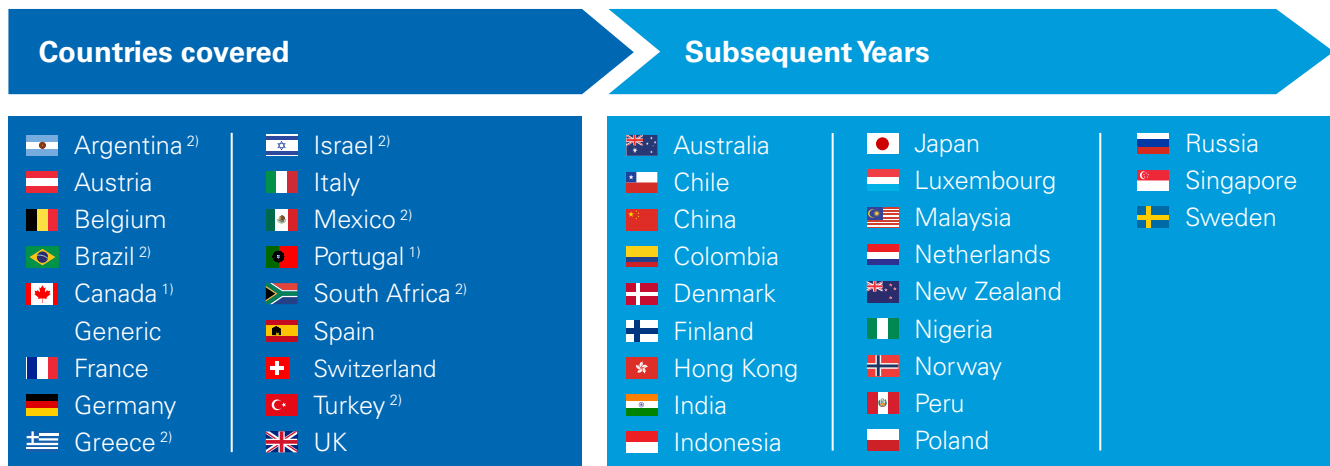 Countries covered
Argentina 2)
Austria
Belgium
Brazil 2)
Canada 1)
Generic
France
Germany
Greece 2)
Israel 2)
Italy
Mexico 2)
Portugal 1)
South Africa 2)
Spain
Switzerland
Turkey 2)
UK
Subsequent Years
Australia
Chile
China
Colombia
Denmark
Finland
Hong Kong
India
Indonesia
Japan
Luxembourg
Malaysia
Netherlands
New Zealand
Nigeria
Norway
Peru
Poland
Russia
Singapore
Sweden